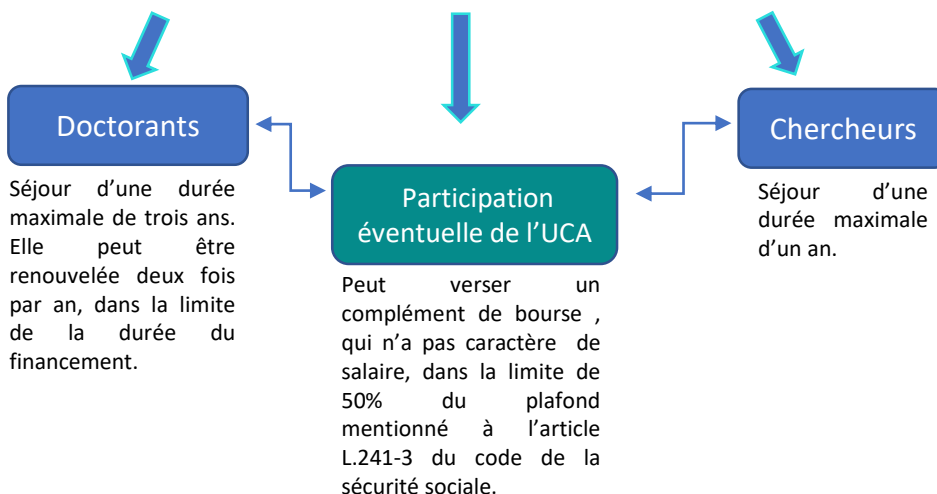 Doctorants
Séjour d’une durée
maximale de trois ans.
Elle peut être
renouvelée deux fois
par an, dans la limite
de la durée du
financement.
Participation
éventuelle de l’UCA
Peut verser un
complément de bourse ,
qui n’a pas caractère de
salaire, dans la limite de
50% du plafond
mentionné à l’article
L.241-3 du code de la
sécurité sociale.
Chercheurs
Séjour d’une
durée maximale
d’un an.